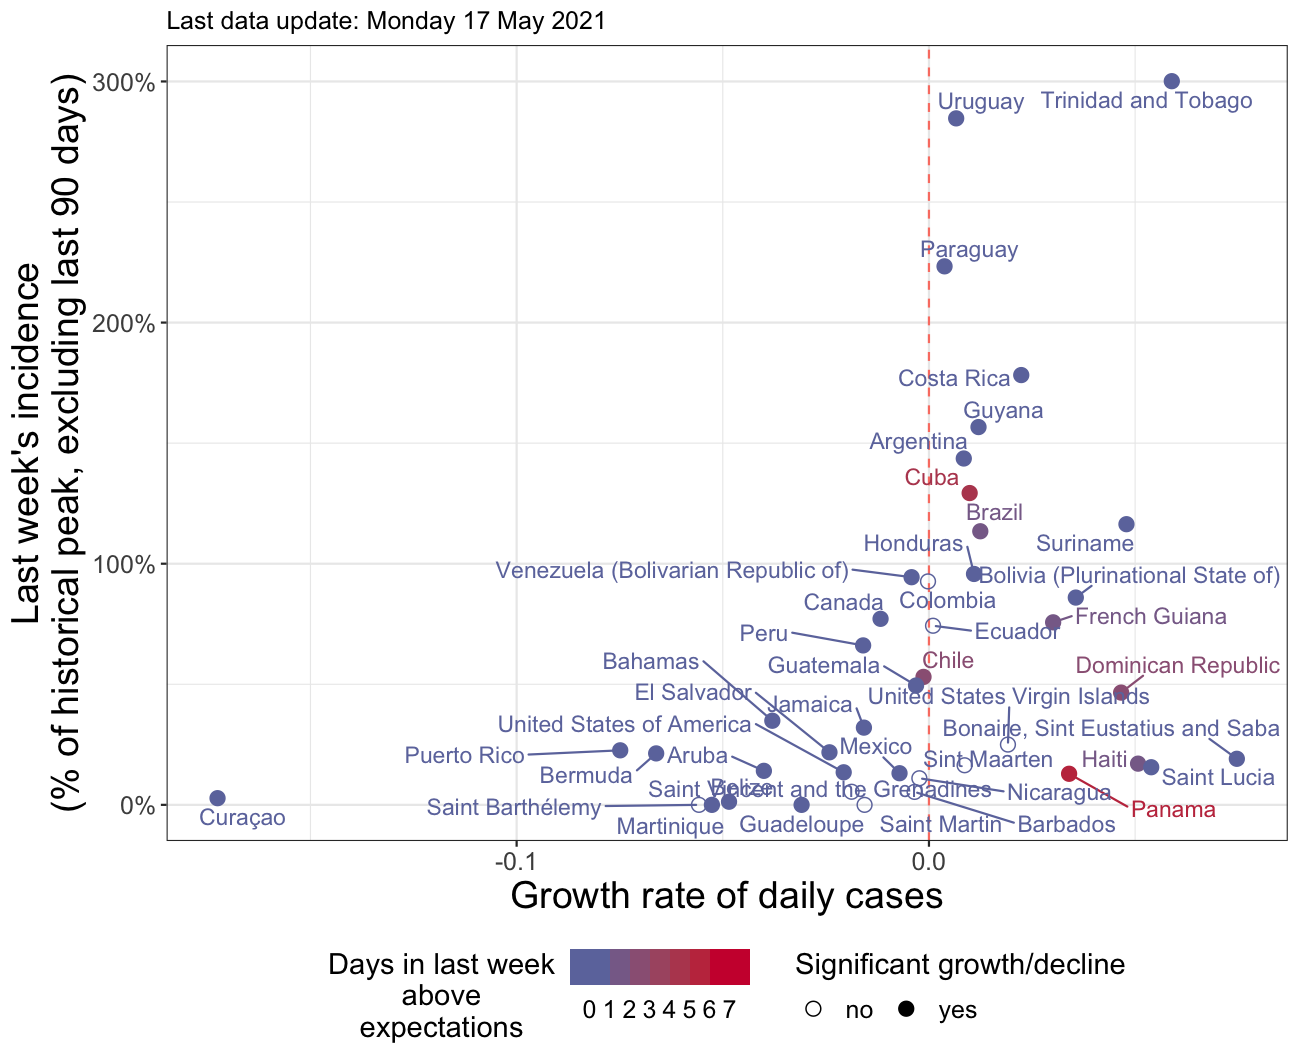 Last data update: Monday 17 May 2021
300%
Uruguay
Trinidad and Tobago
Paraguay
200%
Costa Rica
Guyana
Argentina
Cuba
Brazil
Honduras
Suriname
100%
Venezuela (Bolivarian Republic of)
Bolivia (Plurinational State of)
Canada
Colombia
French Guiana
Peru
Ecuador
Bahamas
Guatemala
Chile
Dominican Republic
El Salvador
Jamaica
United States Virgin Islands
United States of America
Bonaire, Sint Eustatius and Saba
Puerto Rico
Aruba
Mexico
Sint Maarten
Haiti
Bermuda
Saint Lucia
Belize
Saint Vincent and the Grenadines
Nicaragua
0%
Saint Barthélemy
Panama
Curaçao
Martinique
Guadeloupe
Saint Martin
Barbados
-0.1
0.0
Growth rate of daily cases
Last week's incidence
(% of historical peak, excluding last 90 days)
Days in last week
above
expectations
0 1 2 3 4 5 6 7
Significant growth/decline
no
yes